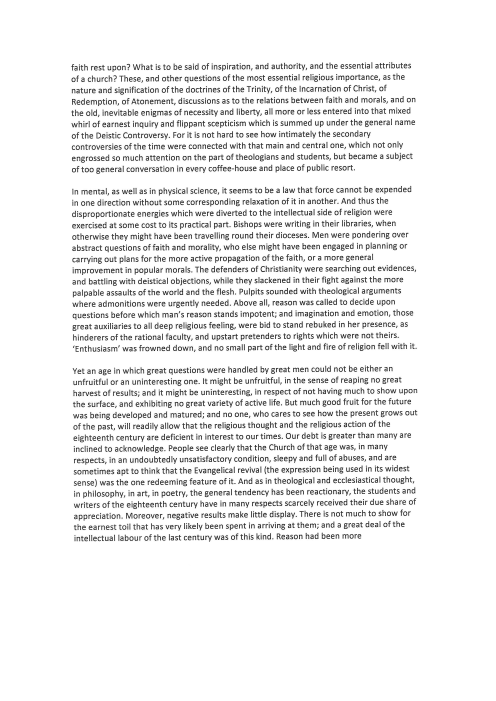 faith rest upon? What is to be said of inspiration, and authority, and the essential attributes
of a church? These, and other questions of the most essential religious importance, as the
nature and signification of the doctrines of the Trinity, of the Incarnation of Christ, of
Redemption, of Atonement, discussions as to the relations between faith and morals, and on
the old, inevitable enigmas of necessity and liberty, all more or less entered into that mixed
whirl of earnest inquiry and flippant scepticism which is summed up under the general name
of the Deistic Controversy. For it is not hard to see how intimately the secondary
controversies of the time were connected with that main and central one, which not only
engrossed so much attention on the part of theologians and students, but became a subject
of too general conversation in every coffee-house and place of public resort.

In mental, as well as in physical science, it seems to be a law that force cannot be expended
in one direction without some corresponding relaxation of it in another. And thus the
disproportionate energies which were diverted to the intellectual side of religion were
exercised at some cost to its practical part. Bishops were writing in their libraries, when
otherwise they might have been travelling round their dioceses. Men were pondering over
abstract questions of faith and morality, who else might have been engaged in planning or
carrying out plans for the more active propagation of the faith, or a more general
improvement in popular morals. The defenders of Christianity were searching out evidences,
and battling with deistical objections, while they slackened in their fight against the more
palpable assaults of the world and the flesh. Pulpits sounded with theological arguments
where admonitions were urgently needed. Above all, reason was called to decide upon
questions before which man's reason stands impotent; and imagination and emotion, those
great auxiliaries to all deep religious feeling, were bid to stand rebuked in her presence, as
hinderers of the rational faculty, and upstart pretenders to rights which were not theirs.
'Enthusiasm' was frowned down, and no small part of the light and fire of religion fell with it.

Yet an age in which great questions were handled by great men could not be either an
unfruitful or an uninteresting one. It might be unfruitful, in the sense of reaping no great
harvest of results; and it might be uninteresting, in respect of not having much to show upon
the surface, and exhibiting no great variety of active life. But much good fruit for the future
was being developed and matured; and no one, who cares to see how the present grows out
of the past, will readily allow that the religious thought and the religious action of the
eighteenth century are deficient in interest to our times. Our debt is greater than many are
inclined to acknowledge. People see clearly that the Church of that age was, in many
respects, in an undoubtedly unsatisfactory condition, sleepy and full of abuses, and are
sometimes apt to think that the Evangelical revival (the expression being used in its widest
sense) was the one redeeming feature of it. And as in theological and ecclesiastical thought,
in philosophy, in art, in poetry, the general tendency has been reactionary, the students and
writers of the eighteenth century have in many respects scarcely received their due share of
appreciation. Moreover, negative results make little display. There is not much to show for
the earnest toil that has very likely been spent in arriving at them; and a great deal of the
intellectual labour of the last century was of this kind. Reason had been more